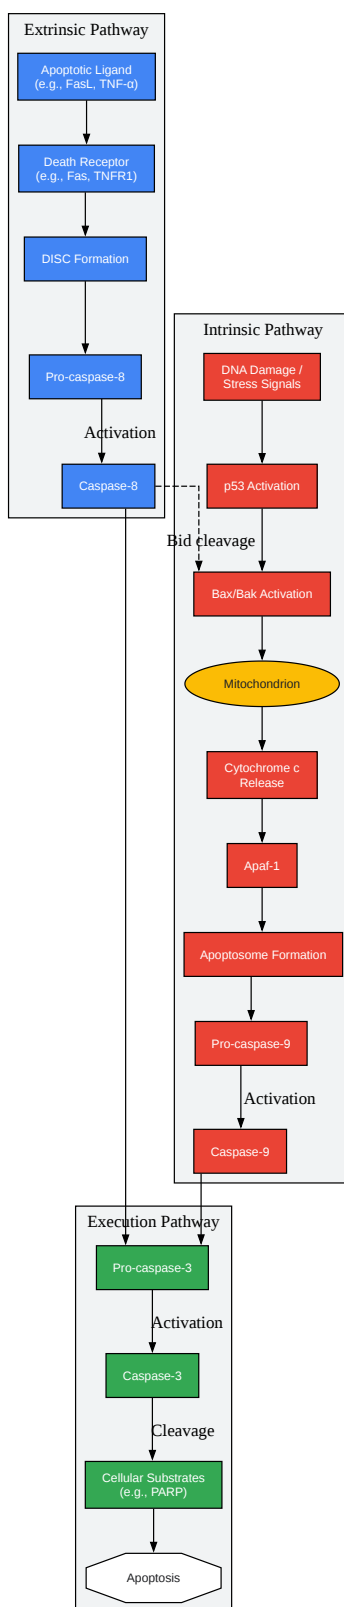 Extrinsic Pathway
Apoptotic Ligand
(e.g., FasL, TNF-α)
Death Receptor
(e.g., Fas, TNFR1)
DISC Formation
Pro-caspase-8
Activation
Caspase-8
Intrinsic Pathway
DNA Damage /
Stress Signals
p53 Activation
Bid cleavage
Bax/Bak Activation
Mitochondrion
Cytochrome c
Release
Apaf-1
Apoptosome Formation
Pro-caspase-9
Activation
Caspase-9
Execution Pathway
Pro-caspase-3
Activation
Caspase-3
Cleavage
Cellular Substrates
(e.g., PARP)
Apoptosis